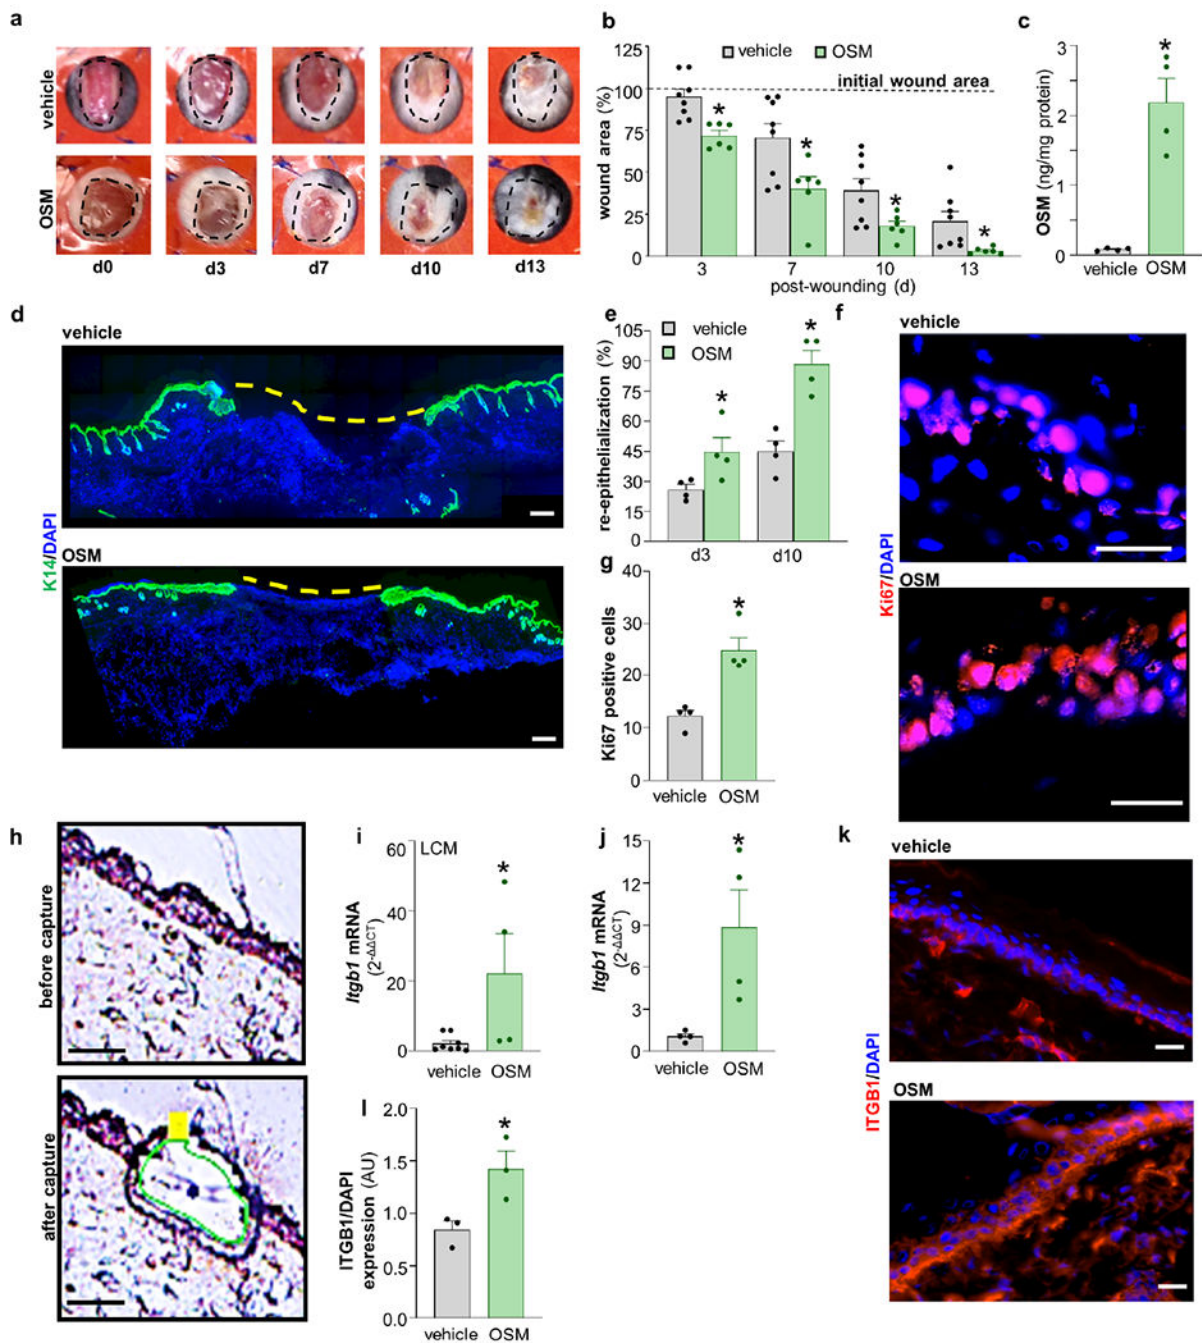 a
vehicle
OSM
d0 d3 d7 d10 d13
b
vehicle OSM
initial wound area
wound area (%)
125
100
75
50
25
0
* * * *
3 7 10 13
post-wounding (d)
c
OSM (ng/mg protein)
3
2
1
0
*
vehicle OSM
d
vehicle
OSM
K14/DAPI
e
vehicle
OSM
re-epithelialization (%)
105
90
75
60
45
30
15
0
* *
d3 d10
f
vehicle
OSM
Ki67/DAPI
g
Ki67 positive cells
40
30
20
10
0
*
vehicle OSM
h
before capture
after capture
i
LCM
Itgb1 mRNA
(2-ΔΔCT)
60
40
20
0
*
vehicle OSM
j
Itgb1 mRNA
(2-ΔΔCT)
15
12
9
6
3
0
*
vehicle OSM
k
vehicle
OSM
ITGB1/DAPI
l
ITGB1/DAPI
expression (AU)
2.0
1.5
1.0
0.5
0.0
*
vehicle OSM